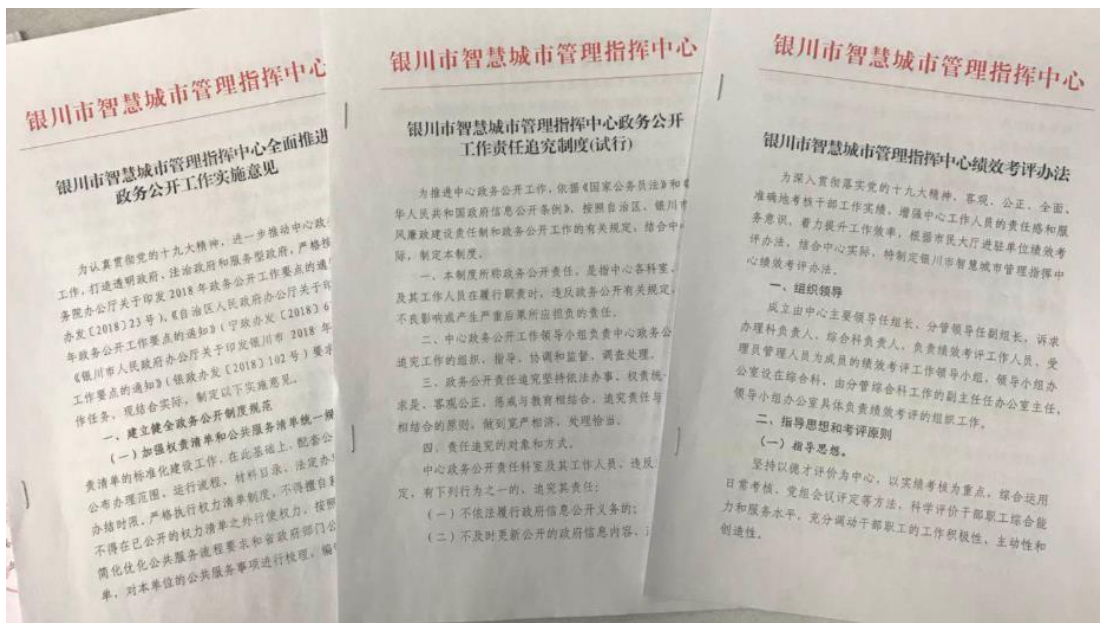 银川市智慧城市管理指挥中心
银川市智慧城市管理指挥中心全面推进
政务公开工作实施意见
为认真贯彻党的十九大精神，进一步推动中心政
工作，打造透明政府、法治政府和服务型政府，严格按
务院办公厅关于印发2018年政务公开工作要点的通
办发〔2018〕23号）、《自治区人民政府办公厅关于印
年政务公开工作要点的通知》（宁政办发〔2018〕6
《银川市人民政府办公厅关于印发银川市2018年
工作要点的通知》（银政办发〔2018〕102号）要求
作任务，现结合实际，制定以下实施意见。
一、建立健全政务公开制度规范
（一）加强权责清单和公共服务清单统一规
责清单的标准化建设工作，在此基础上，配套公
公布办理范围、运行流程、材料目录、法定办
办结时限。严格执行权力清单制度，不得擅自
不得在已公开的权力清单之外行使权力。按照
简化优化公共服务流程要求和省政府部门公
单，对本单位的公共服务事项进行梳理，编
银川市智慧城市管理指挥中心
银川市智慧城市管理指挥中心政务公开
工作责任追究制度(试行)
为推进中心政务公开工作，依据《国家公务员法》和《
华人民共和国政府信息公开条例》，按照自治区、银川市
风廉政建设责任制和政务公开工作的有关规定，结合中
际，制定本制度。
一、本制度所称政务公开责任，是指中心各科室、
及其工作人员在履行职责时，违反政务公开有关规定，
不良影响或产生严重后果所应担负的责任。
二、中心政务公开工作领导小组负责中心政务公
追究工作的组织、指导、协调和监督、调查处理。
三、政务公开责任追究坚持依法办事、权责统
求是、客观公正，惩戒与教育相结合，追究责任与
相结合的原则，做到宽严相济、处理恰当。
四、责任追究的对象和方式。
中心政务公开责任科室及其工作人员，违反
定，有下列行为之一的，追究其责任：
（一）不依法履行政府信息公开义务的；
（二）不及时更新公开的政府信息内容、
银川市智慧城市管理指挥中心
银川市智慧城市管理指挥中心绩效考评办法
为深入贯彻落实党的十九大精神，客观、公正、全面、
准确地考核干部工作实绩，增强中心工作人员的责任感和服
务意识，着力提升工作效率，根据市民大厅进驻单位绩效考
评办法，结合中心实际，特制定银川市智慧城市管理指挥中
心绩效考评办法。
一、组织领导
成立由中心主要领导任组长、分管领导任副组长，诉求
办理科负责人、综合科负责人、负责绩效考评工作人员、受
理员管理人员为成员的绩效考评工作领导小组，领导小组办
公室设在综合科，由分管综合科工作的副主任任办公室主任，
领导小组办公室具体负责绩效考评的组织工作。
二、指导思想和考评原则
（一）指导思想。
坚持以德才评价为中心，以实绩考核为重点，综合运用
日常考核、党组会议评定等方法，科学评价干部职工综合能
力和服务水平，充分调动干部职工的工作积极性、主动性和
创造性。